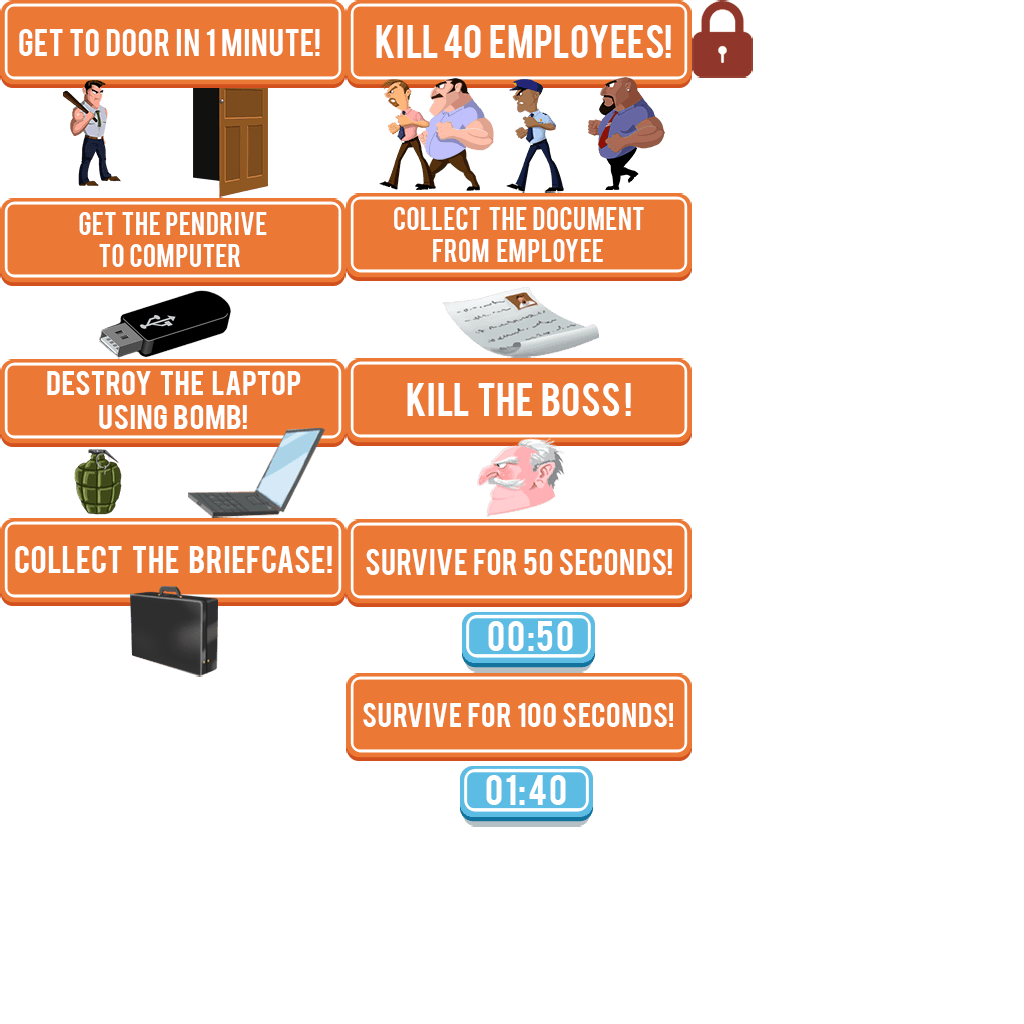 GET TO DOOR IN 1 MINUTE!
KILL 40 EMPLOYEES!
GET THE PENDRIVE
TO COMPUTER
COLLECT THE DOCUMENT
FROM EMPLOYEE
DESTROY THE LAPTOP
USING BOMB!
KILL THE BOSS!
COLLECT THE BRIEFCASE!
SURVIVE FOR 50 SECONDS!
00:50
SURVIVE FOR 100 SECONDS!
01:40